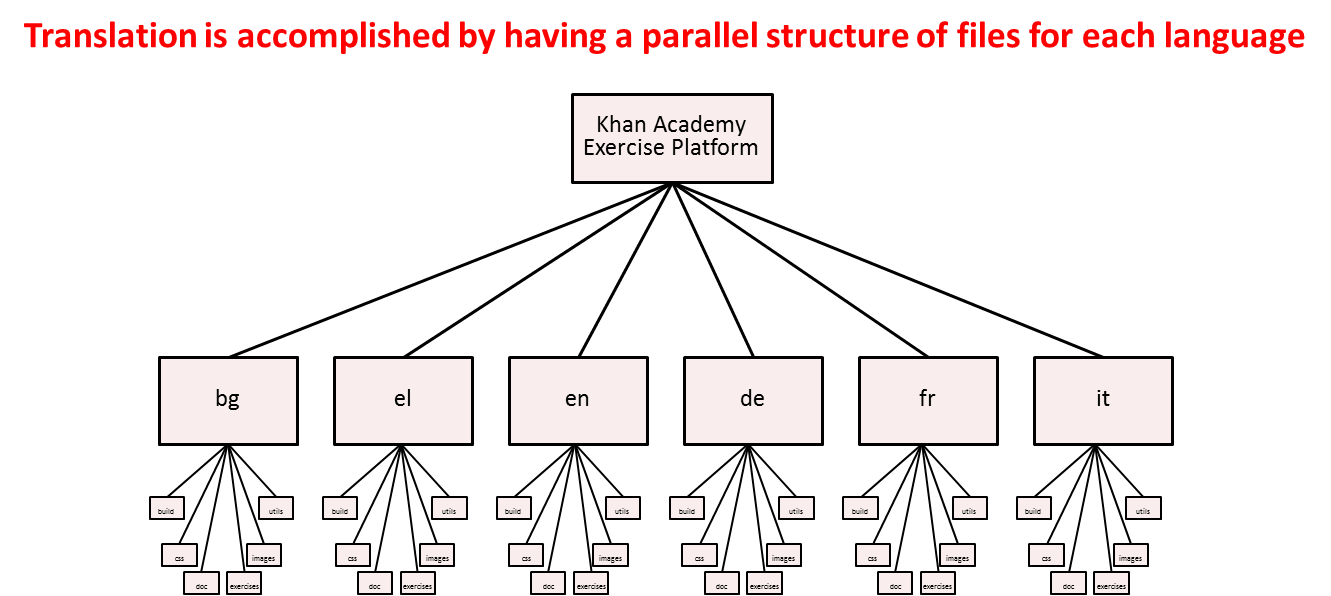 Translation is accomplished by having a parallel structure of files for each language
Khan Academy
Exercise Platform
bg
el
en
de
fr
it
build
utils
css
images
doc
exercises
build
utils
css
images
doc
exercises
build
utils
css
images
doc
exercises
build
utils
css
images
doc
exercises
build
utils
css
images
doc
exercises
build
utils
css
images
doc
exercises